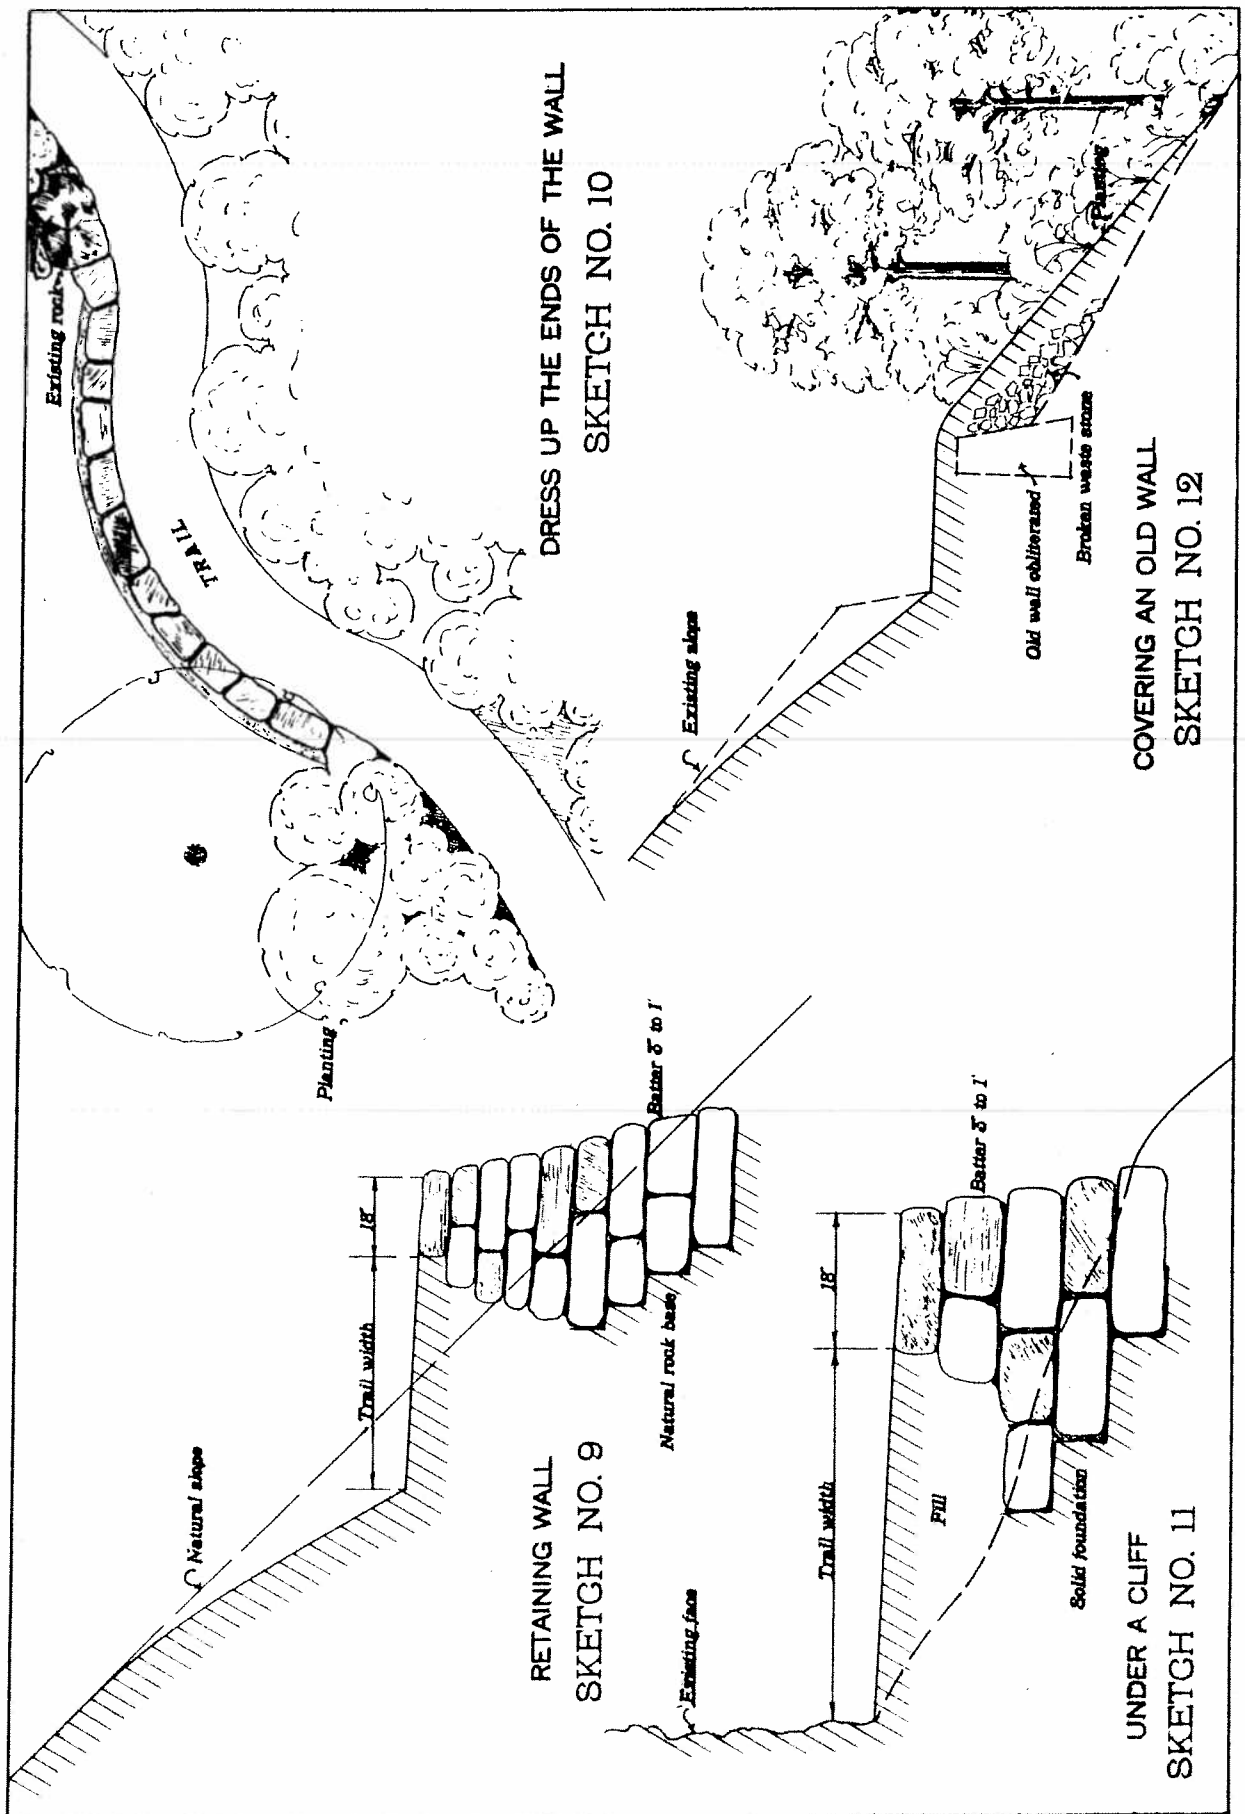 Natural slope
Trail width
18"
Batter 3" to 1'
Natural rock base
RETAINING WALL
SKETCH NO. 9
Existing rock
TRAIL
Planting
DRESS UP THE ENDS OF THE WALL
SKETCH NO. 10
Existing face
Trail width
18"
Fill
Batter 3" to 1'
Solid foundation
UNDER A CLIFF
SKETCH NO. 11
Existing slope
Planting
Old wall obliterated
Broken waste stone
COVERING AN OLD WALL
SKETCH NO. 12